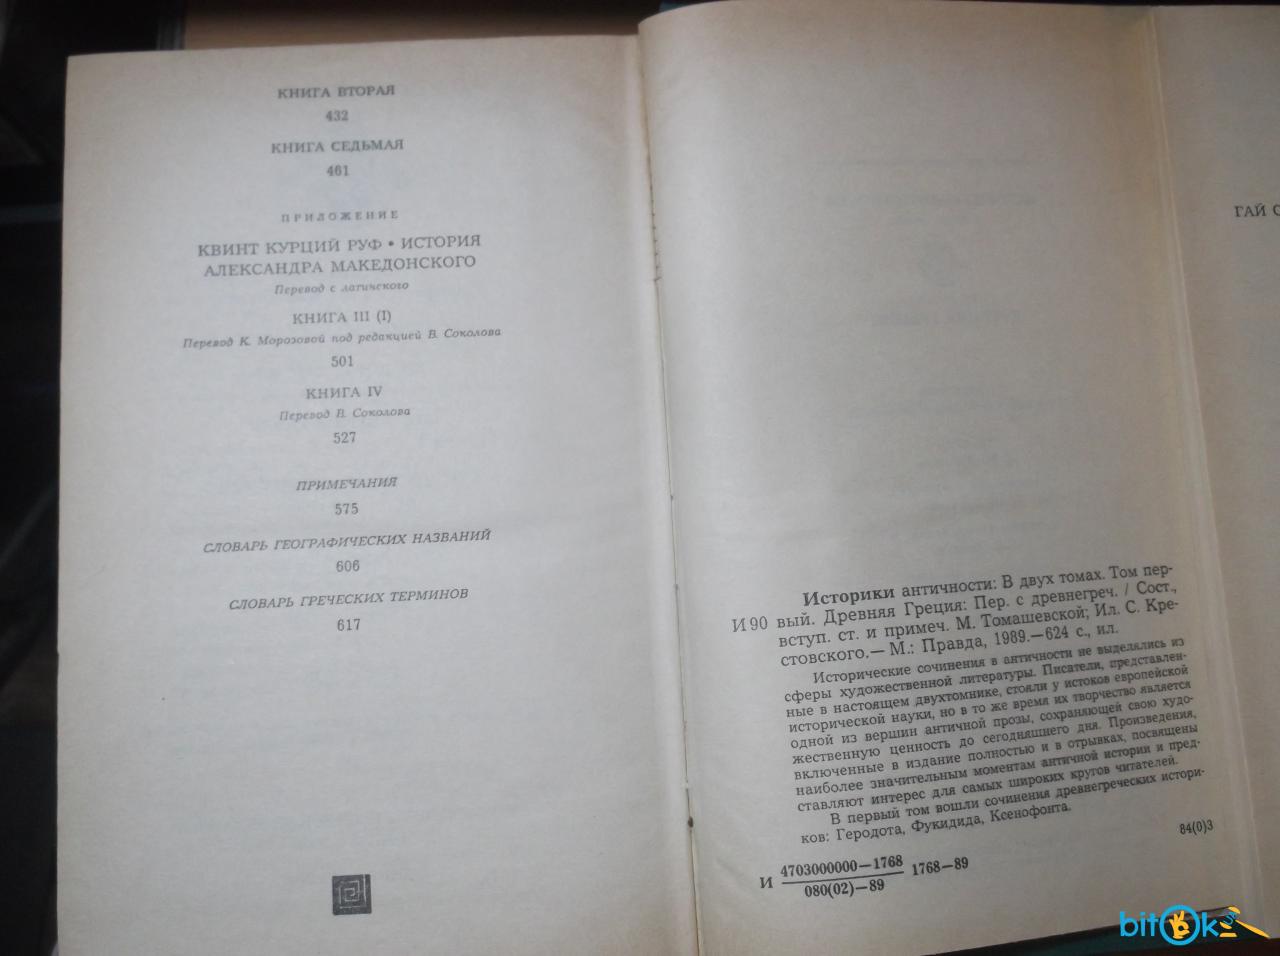 КНИГА ВТОРАЯ
432
КНИГА СЕДЬМАЯ
461
ПРИЛОЖЕНИЕ
КВИНТ КУРЦИЙ РУФ • ИСТОРИЯ
АЛЕКСАНДРА МАКЕДОНСКОГО
Перевод с латинского
КНИГА III (I)
Перевод К. Морозовой под редакцией В. Соколова
501
КНИГА IV
Перевод В. Соколова
527
ПРИМЕЧАНИЯ
575
СЛОВАРЬ ГЕОГРАФИЧЕСКИХ НАЗВАНИЙ
606
СЛОВАРЬ ГРЕЧЕСКИХ ТЕРМИНОВ
617
Историки античности: В двух томах. Том пер-
И 90 вый. Древняя Греция: Пер. с древнегреч. / Сост.,
вступ. ст. и примеч. М. Томашевской; Ил. С. Кре-
стовского.— М.: Правда, 1989.—624 с., ил.
Исторические сочинения в античности не выделялись из
сферы художественной литературы. Писатели, представлен-
ные в настоящем двухтомнике, стояли у истоков европейской
исторической науки, но в то же время их творчество является
одной из вершин античной прозы, сохраняющей свою худо-
жественную ценность до сегодняшнего дня. Произведения,
включенные в издание полностью и в отрывках, посвящены
наиболее значительным моментам античной истории и пред-
ставляют интерес для самых широких кругов читателей.
В первый том вошли сочинения древнегреческих истори-
ков: Геродота, Фукидида, Ксенофонта.
84(0)3
И 4703000000—1768 1768—89
080(02)—89
ГАЙ С
bitOk